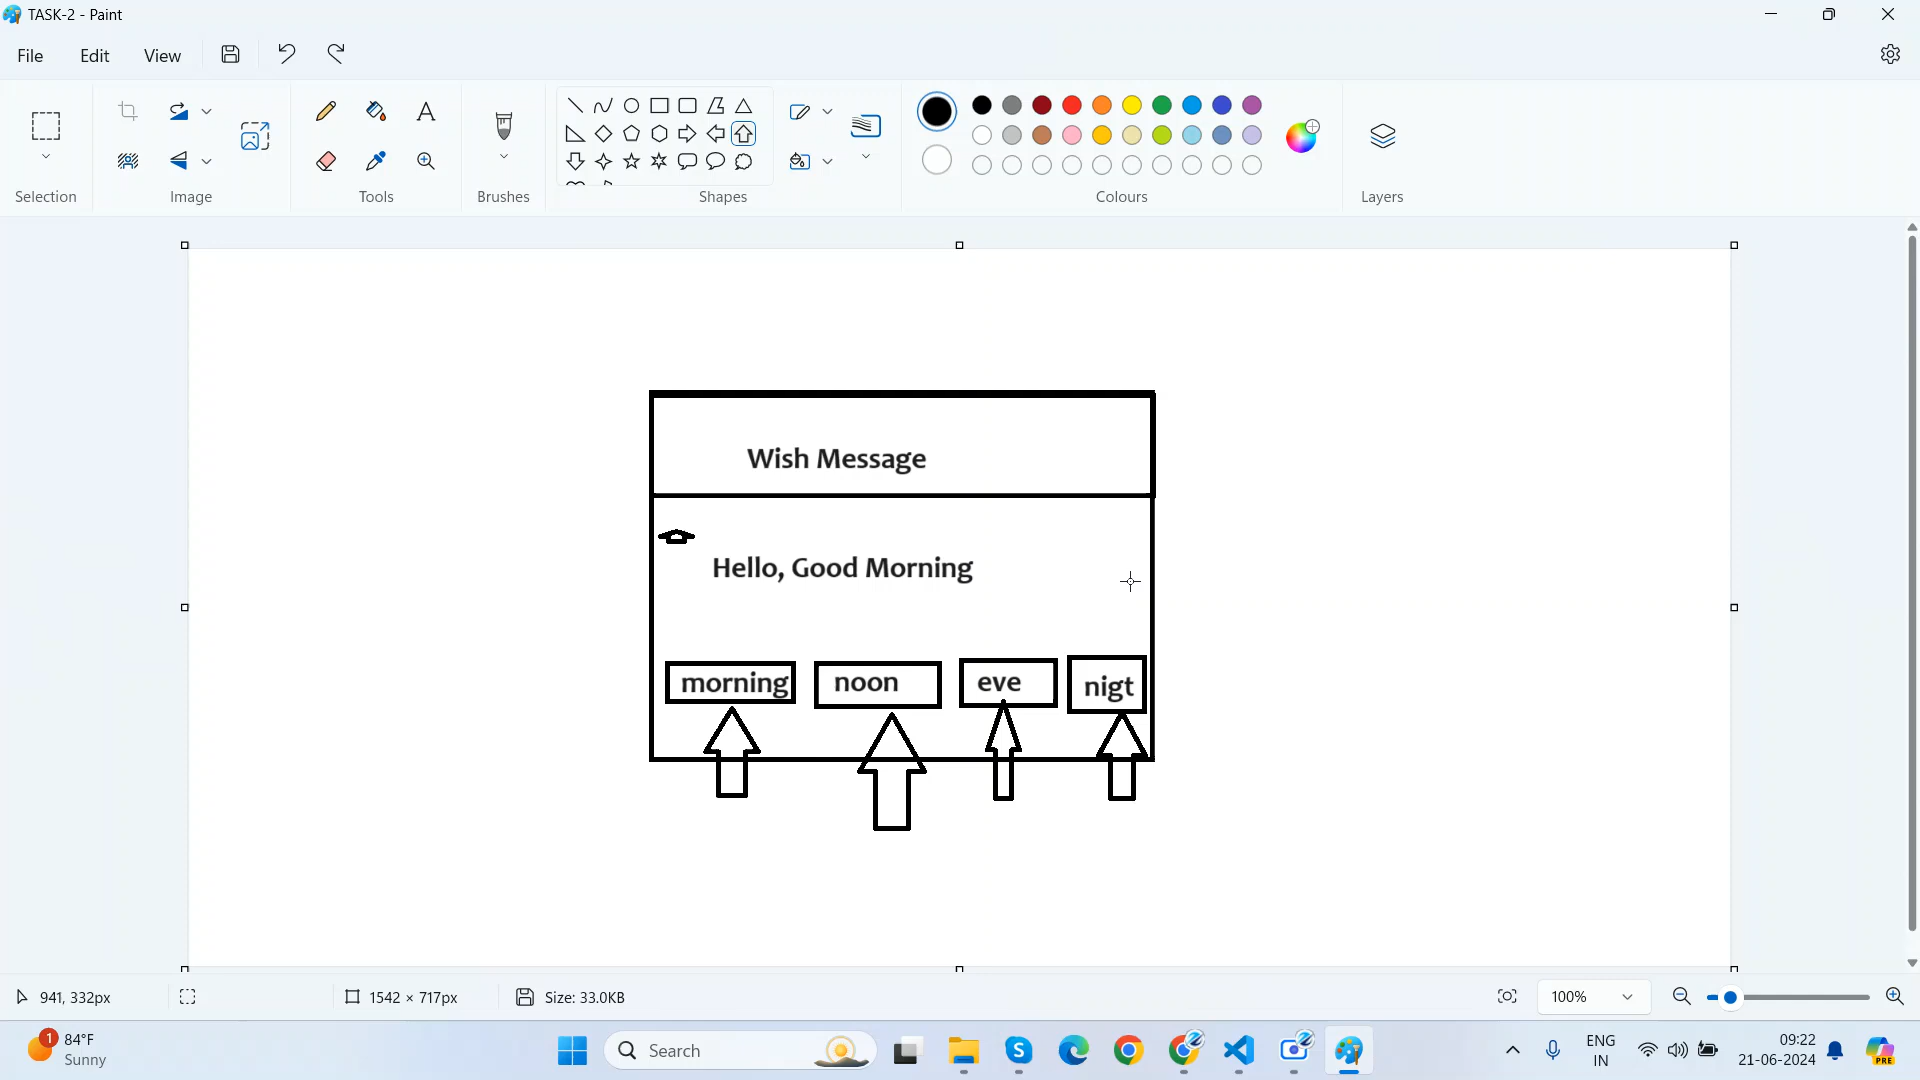 TASK-2 - Paint
File Edit View
Selection Image Tools Brushes Shapes Colours Layers
Wish Message
Hello, Good Morning
morning noon eve nigt
941, 332px 1542 × 717px Size: 33.0KB 100%
1 84°F Sunny
Search
ENG IN
09:22
21-06-2024
PRE